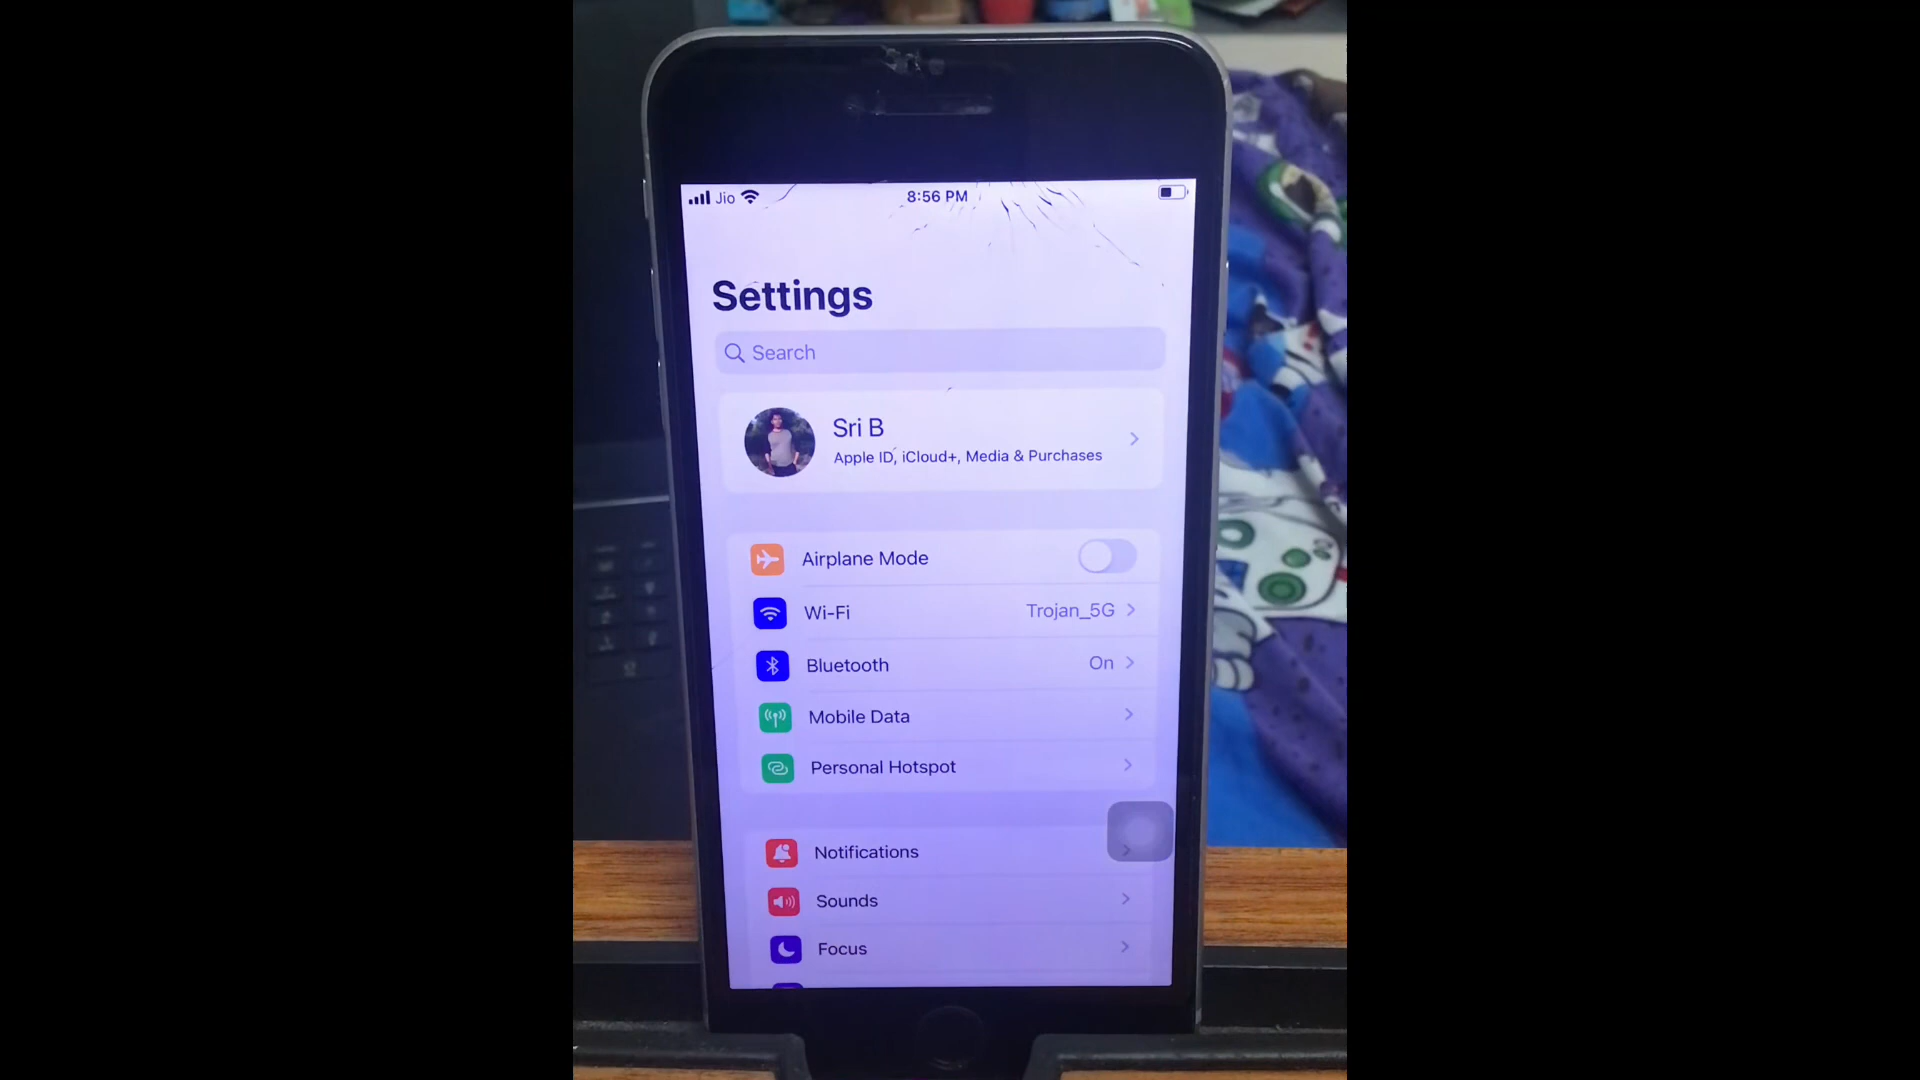 Jio 8:56 PM
Settings
Search
Sri B
Apple ID, iCloud+, Media & Purchases
Airplane Mode
Wi-Fi Trojan_5G
Bluetooth On
Mobile Data
Personal Hotspot
Notifications
Sounds
Focus